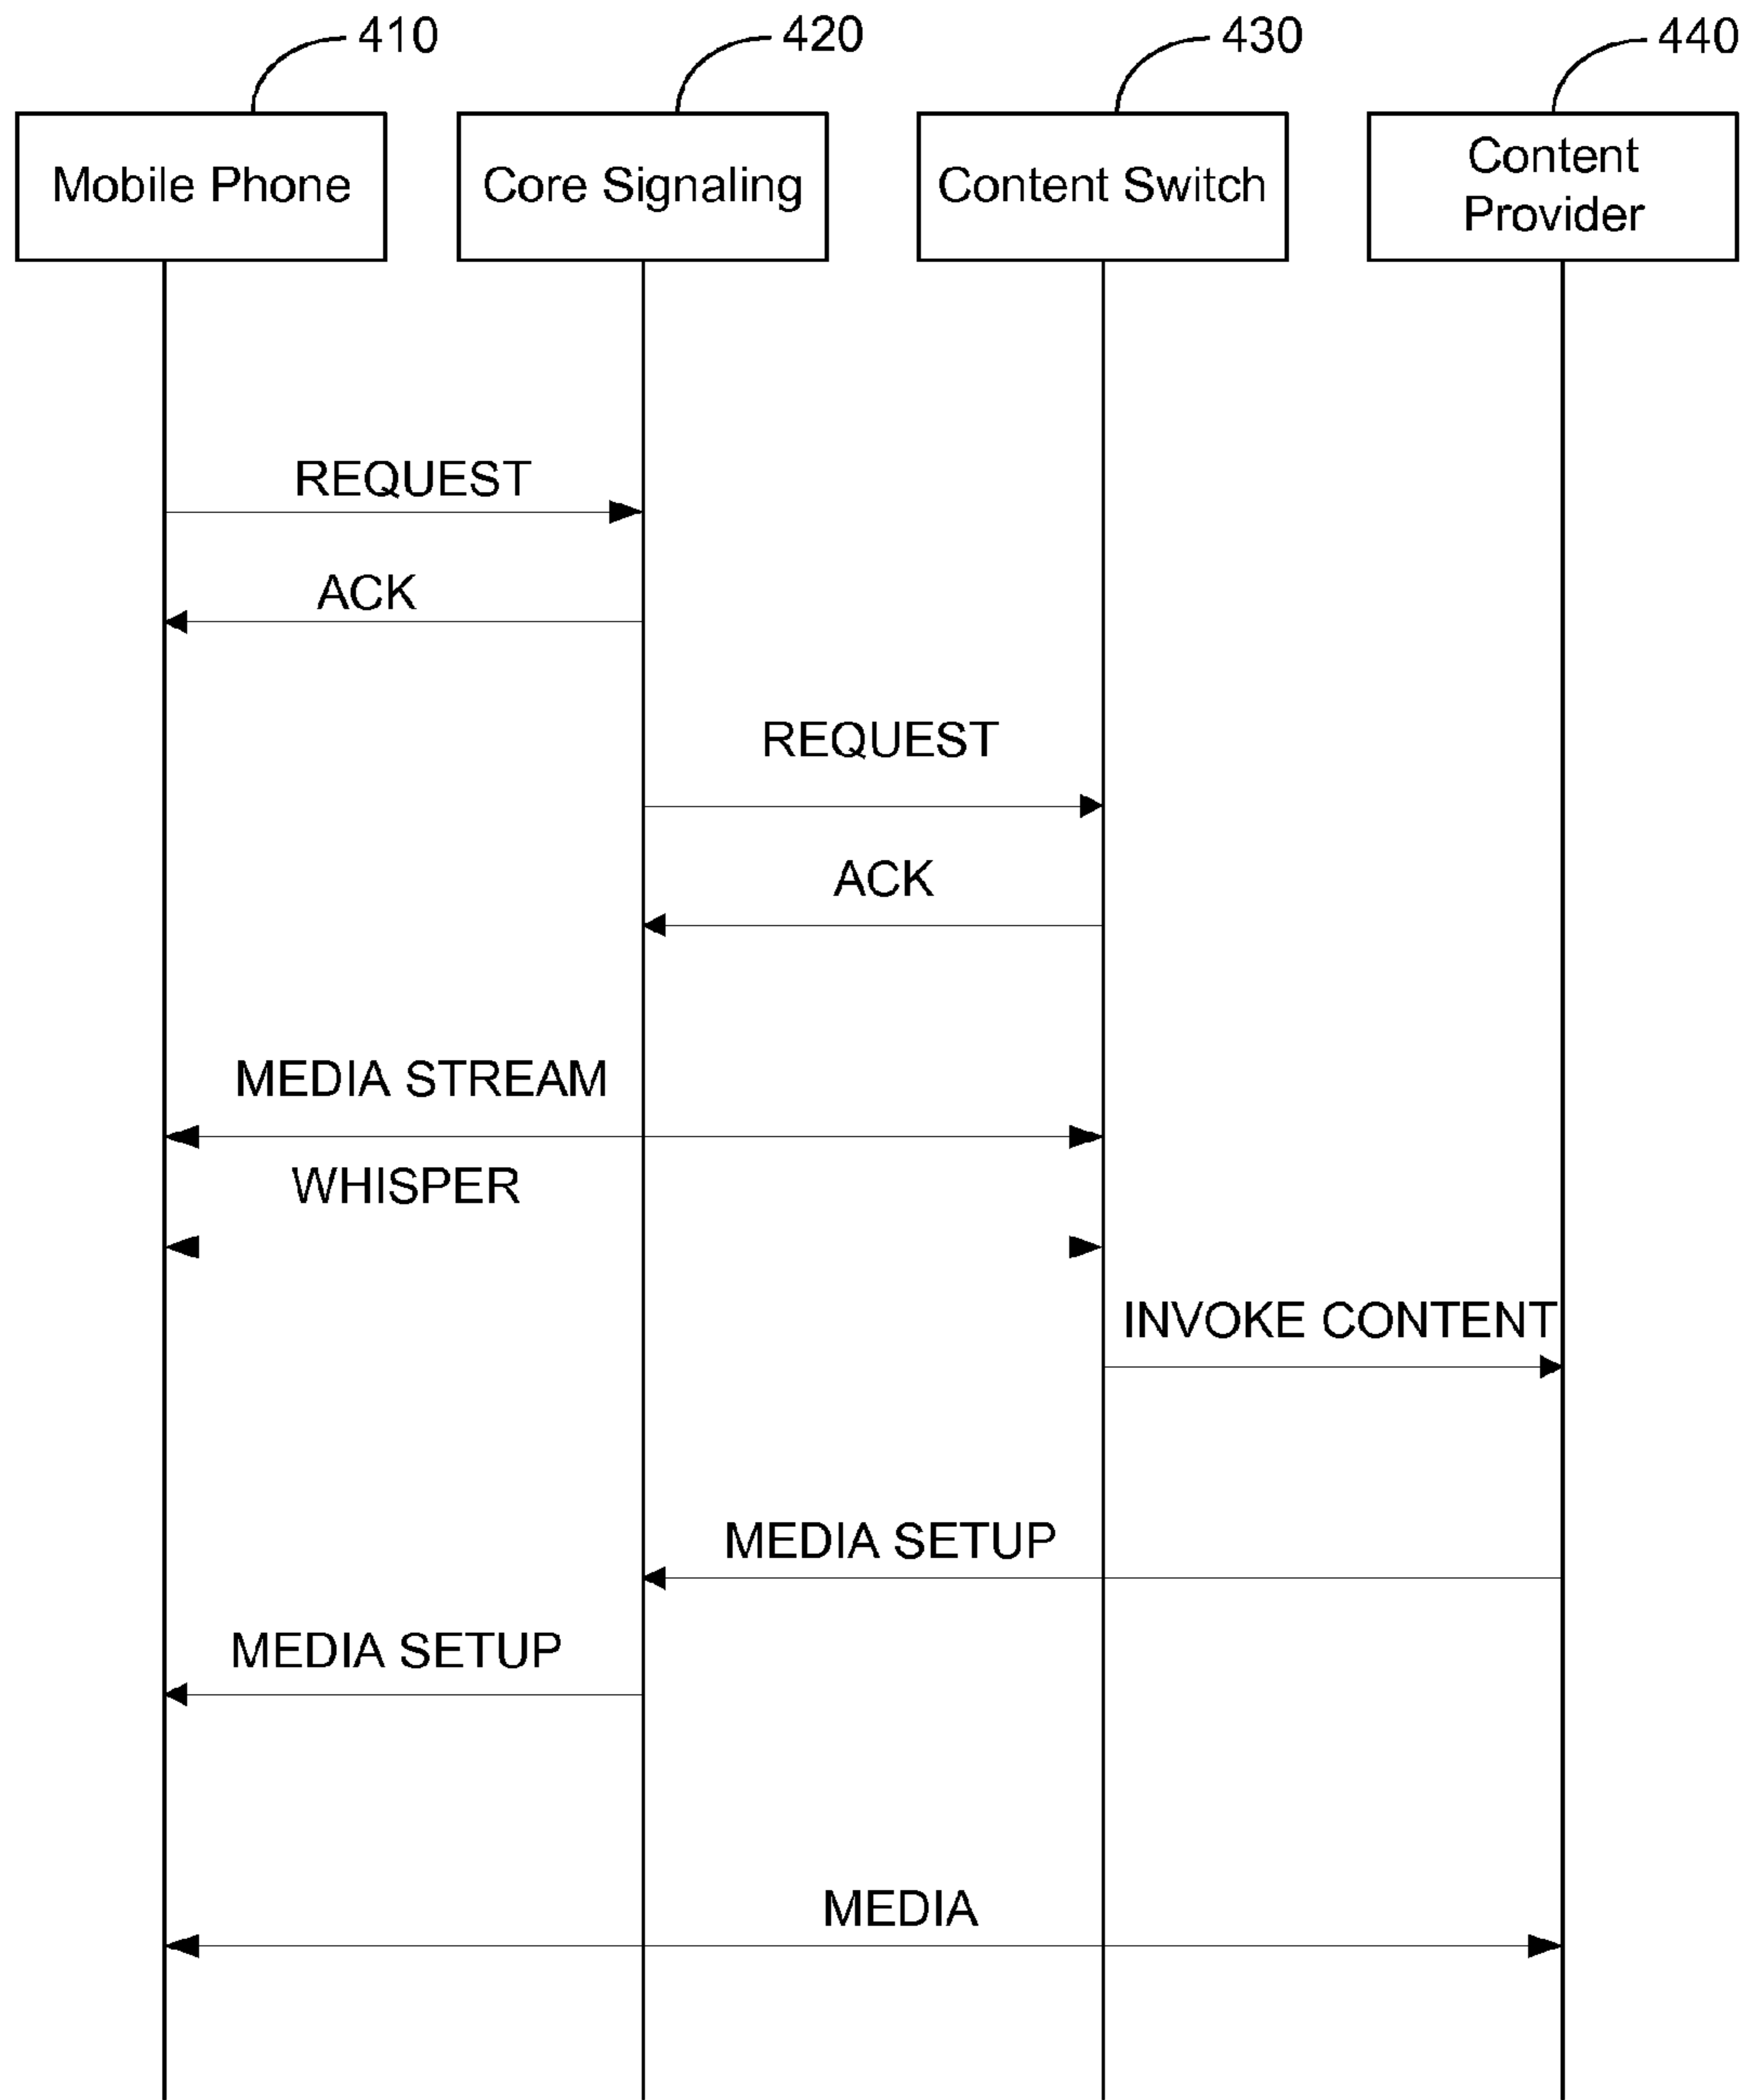 410
420
430
440
Mobile Phone
Core Signaling
Content Switch
Content
Provider
REQUEST
ACK
REQUEST
ACK
MEDIA STREAM
WHISPER
INVOKE CONTENT
MEDIA SETUP
MEDIA SETUP
MEDIA